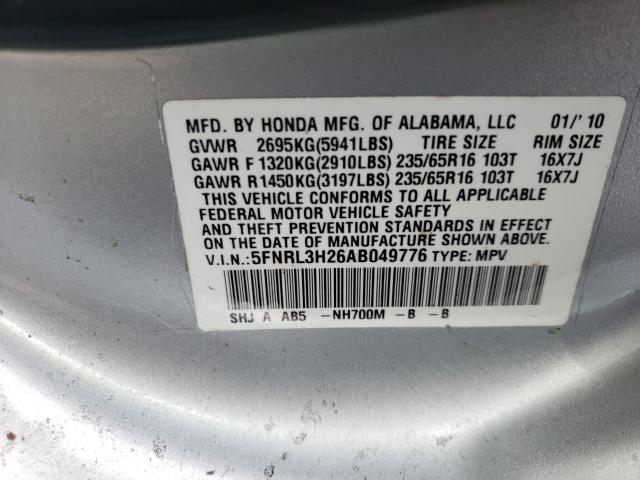 MFD. BY HONDA MFG. OF ALABAMA, LLC 01/'10
GVWR 2695KG(5941LBS) TIRE SIZE RIM SIZE
GAWR F 1320KG(2910LBS) 235/65R16 103T 16X7J
GAWR R1450KG(3197LBS) 235/65R16 103T 16X7J
THIS VEHICLE CONFORMS TO ALL APPLICABLE
FEDERAL MOTOR VEHICLE SAFETY
AND THEFT PREVENTION STANDARDS IN EFFECT
ON THE DATE OF MANUFACTURE SHOWN ABOVE.
V.I.N.:5FNRL3H26AB049776 TYPE: MPV
SHJ A AB5 -NH700M -B -B